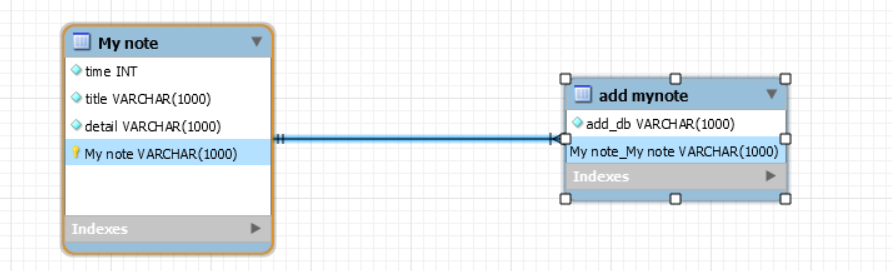 My note
time INT
title VARCHAR(1000)
detail VARCHAR(1000)
My note VARCHAR(1000)
Indexes
add mynote
add_db VARCHAR(1000)
My note_My note VARCHAR(1000)
Indexes